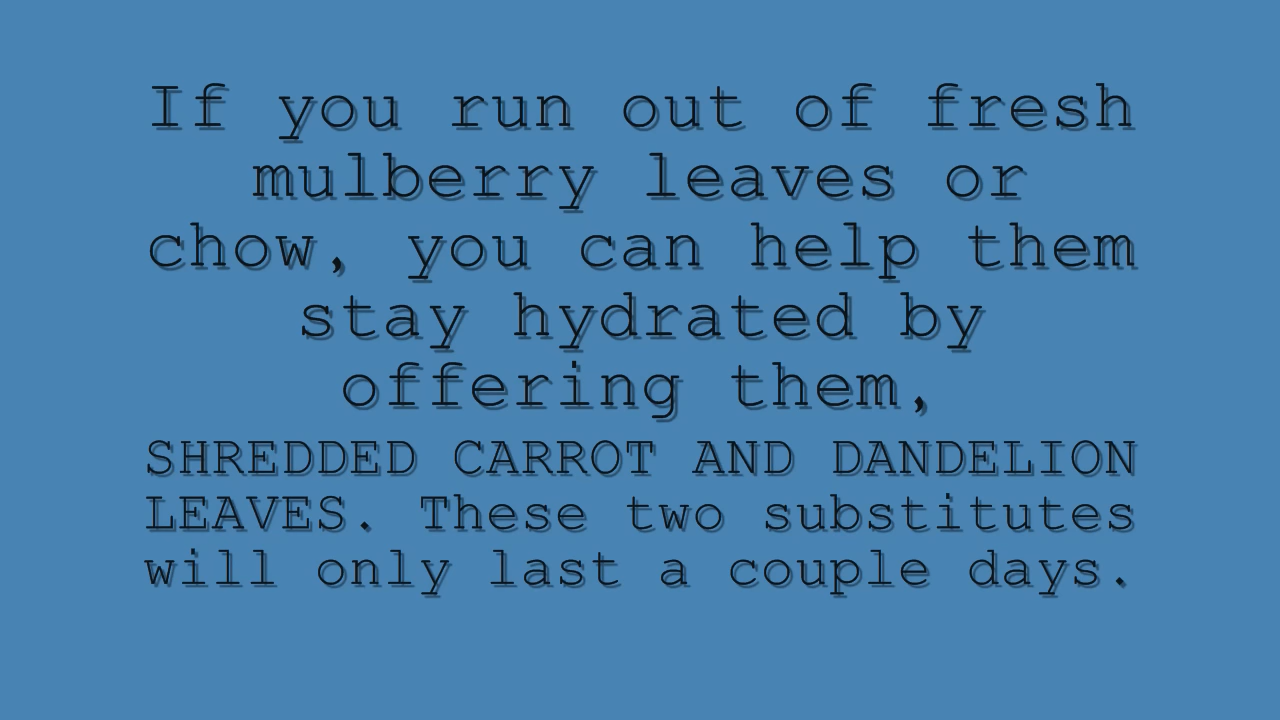 If you run out of fresh
mulberry leaves or
chow, you can help them
stay hydrated by
offering them,
SHREDDED CARROT AND DANDELION
LEAVES. These two substitutes
will only last a couple days.